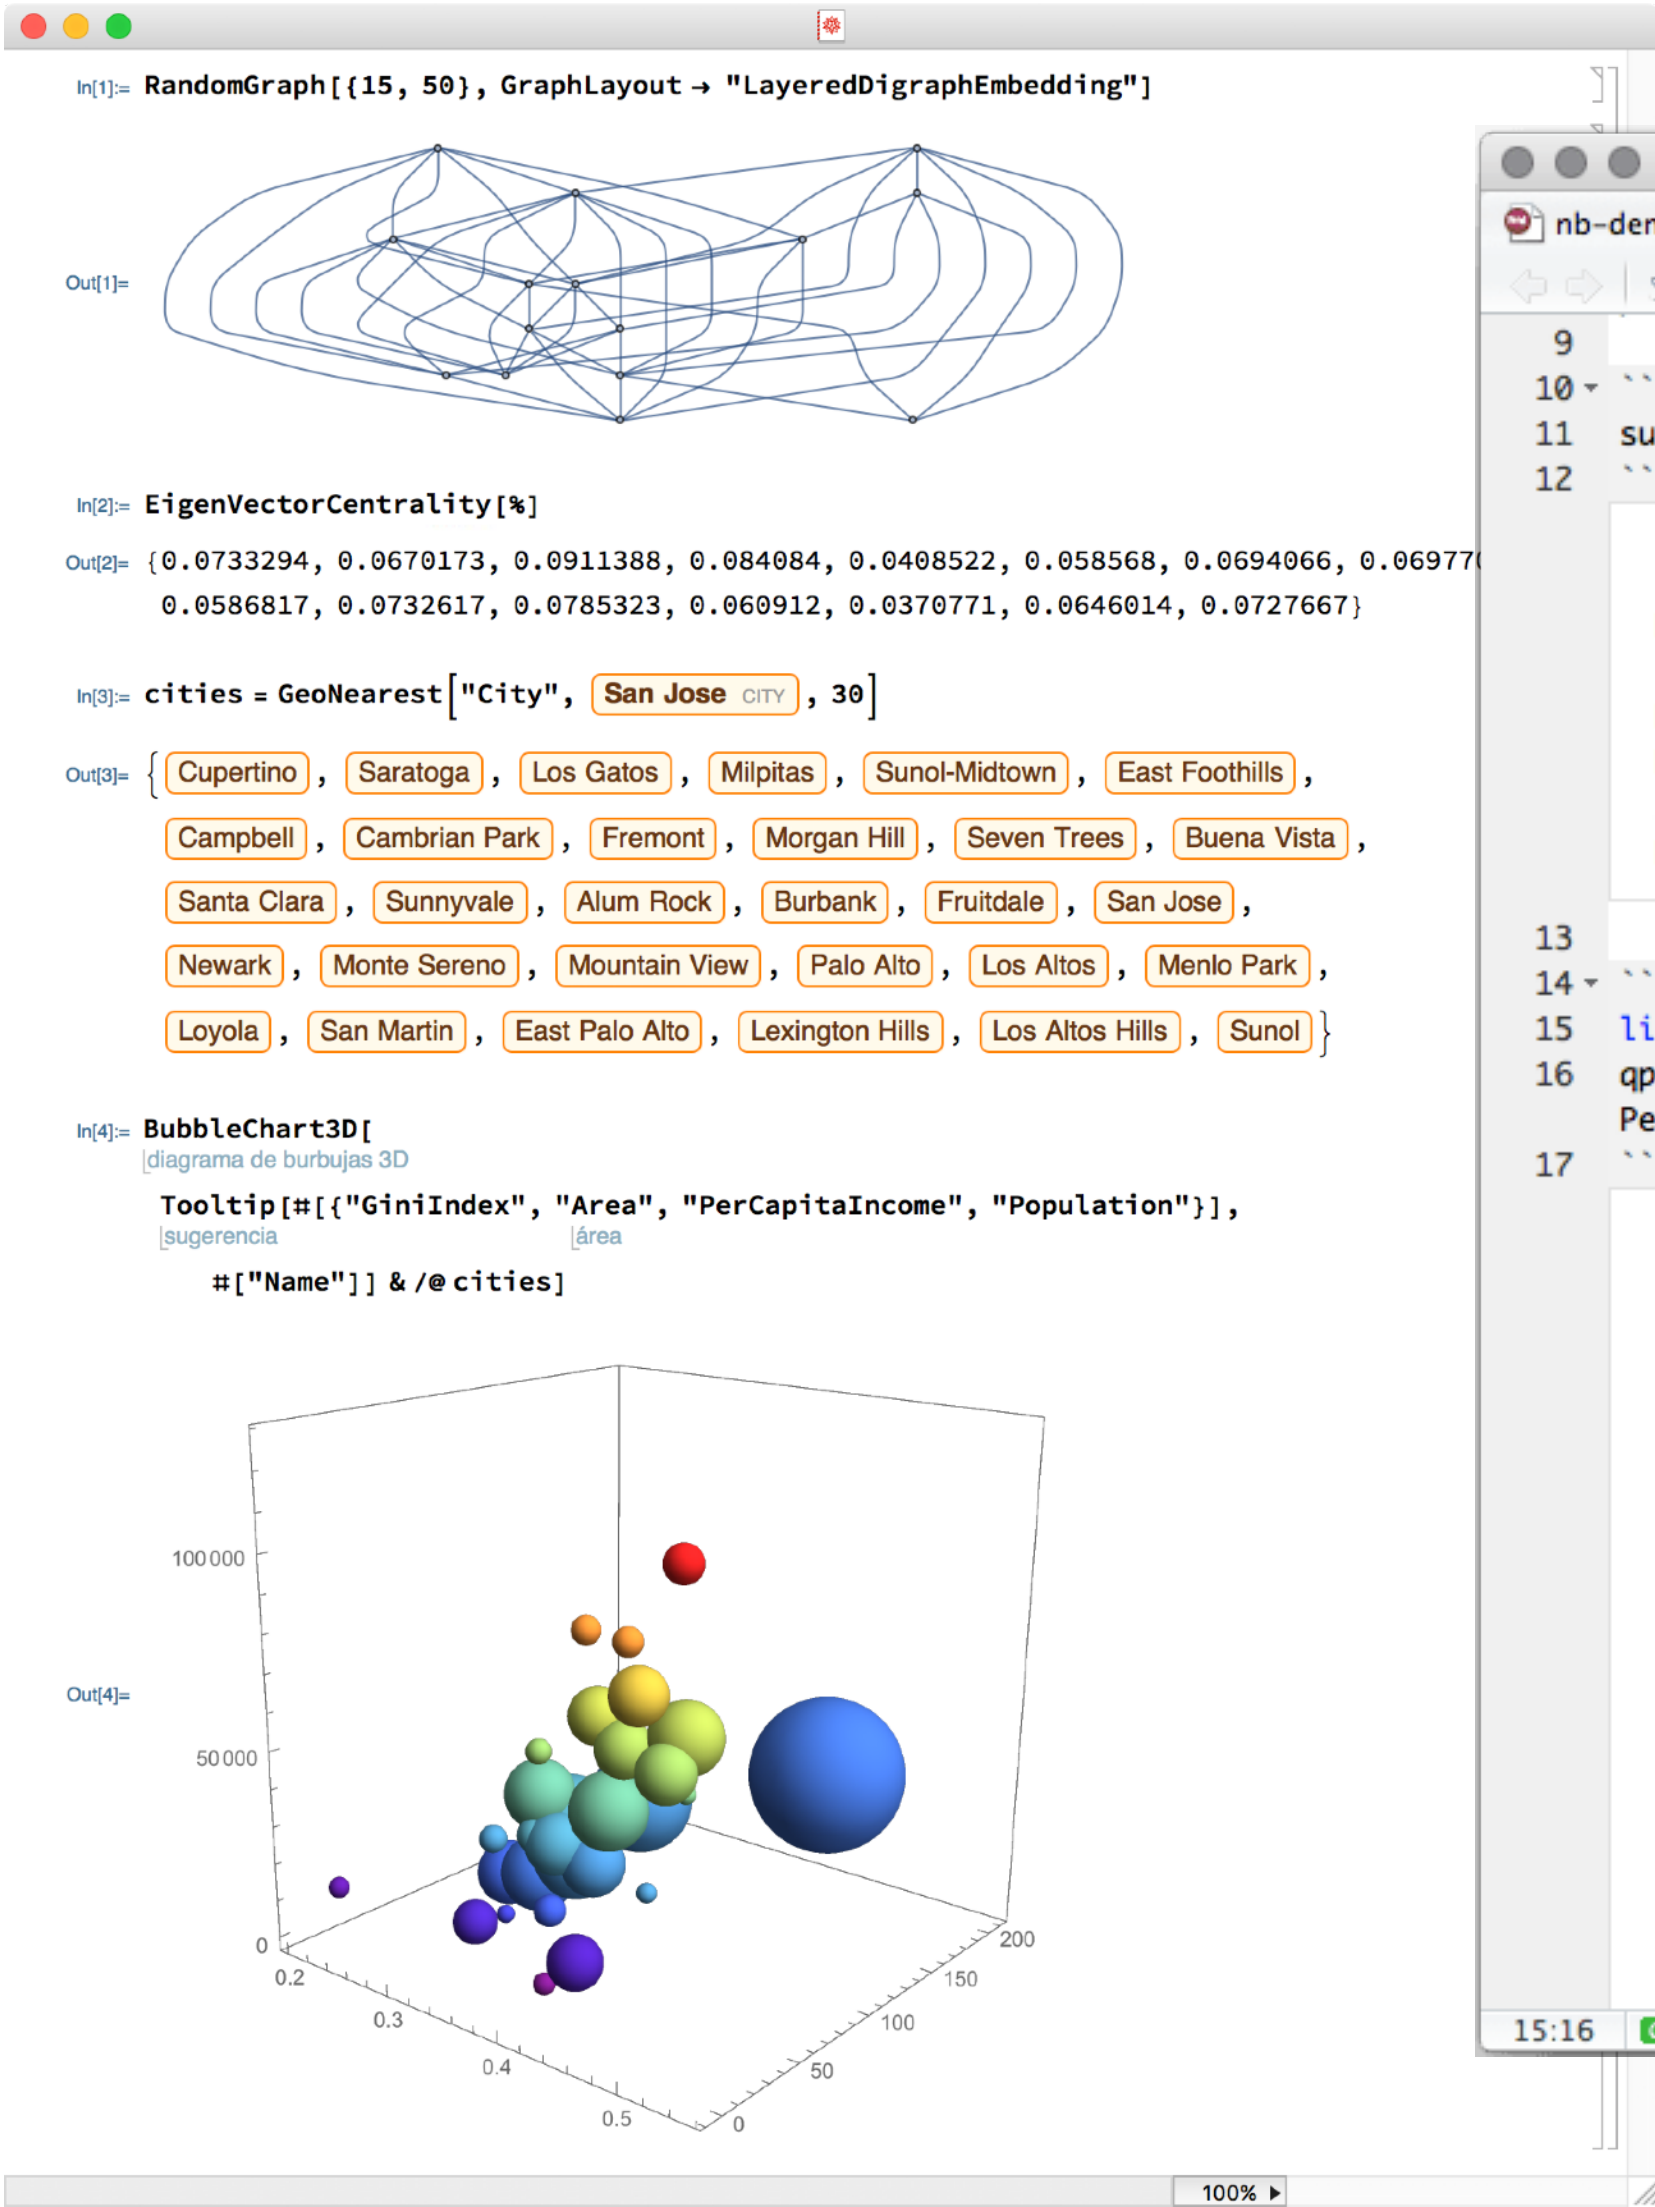 In[1]:= RandomGraph[{15, 50}, GraphLayout → "LayeredDigraphEmbedding"]
Out[1]=
In[2]:= EigenVectorCentrality[%]
Out[2]= {0.0733294, 0.0670173, 0.0911388, 0.084084, 0.0408522, 0.058568, 0.0694066, 0.06977
0.0586817, 0.0732617, 0.0785323, 0.060912, 0.0370771, 0.0646014, 0.0727667}
In[3]:= cities = GeoNearest["City", San Jose CITY , 30]
Out[3]= { Cupertino , Saratoga , Los Gatos , Milpitas , Sunol-Midtown , East Foothills ,
Campbell , Cambrian Park , Fremont , Morgan Hill , Seven Trees , Buena Vista ,
Santa Clara , Sunnyvale , Alum Rock , Burbank , Fruitdale , San Jose ,
Newark , Monte Sereno , Mountain View , Palo Alto , Los Altos , Menlo Park ,
Loyola , San Martin , East Palo Alto , Lexington Hills , Los Altos Hills , Sunol }
In[4]:= BubbleChart3D[
diagrama de burbujas 3D
Tooltip[#[{"GiniIndex", "Area", "PerCapitaIncome", "Population"}],
sugerencia área
#["Name"]] & /@ cities]
Out[4]=
100 000
50 000
0
0.2
0.3
0.4
0.5
0
50
100
150
200
100%
nb-der
9
10 ``
11 su
12 ``
13
14 ``
15 li
16 qp
Pe
17 ``
15:16